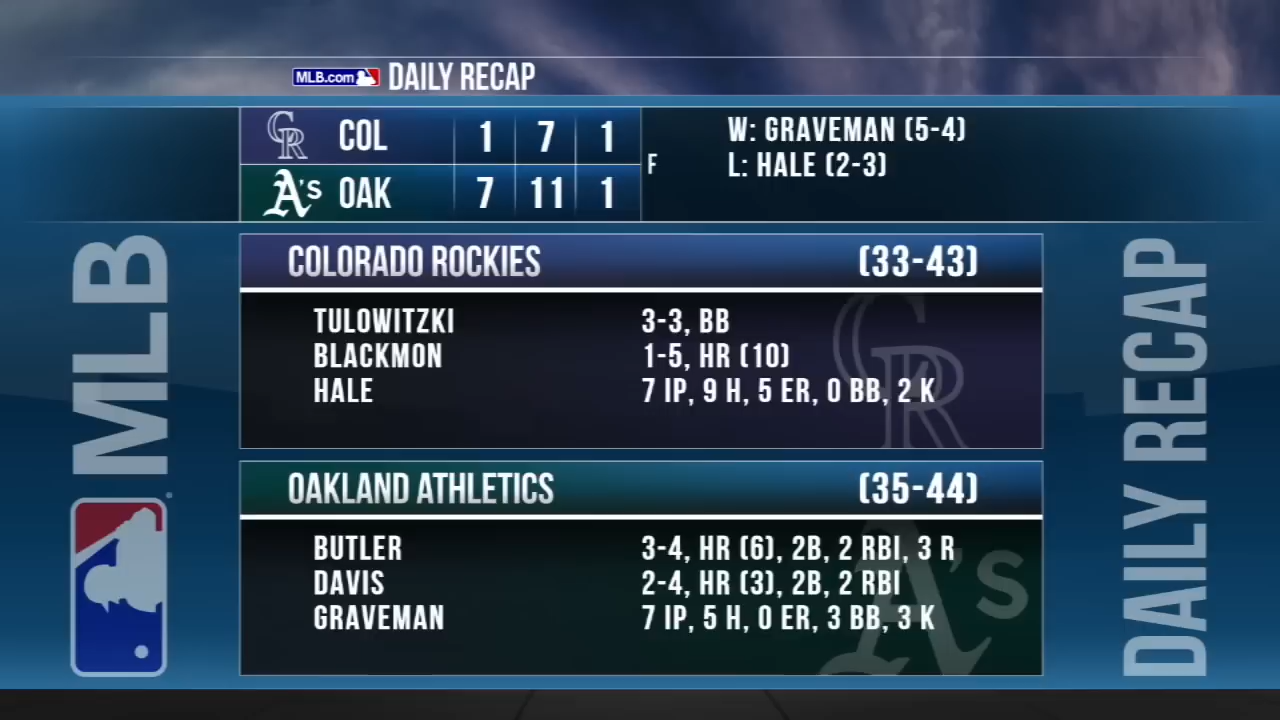 MLB.com DAILY RECAP
COL 1 7 1
A's OAK 7 11 1
F
W: GRAVEMAN (5-4)
L: HALE (2-3)
MLB
COLORADO ROCKIES (33-43)
TULOWITZKI 3-3, BB
BLACKMON 1-5, HR (10)
HALE 7 IP, 9 H, 5 ER, 0 BB, 2 K
CR
OAKLAND ATHLETICS (35-44)
BUTLER 3-4, HR (6), 2B, 2 RBI, 3 R
DAVIS 2-4, HR (3), 2B, 2 RBI
GRAVEMAN 7 IP, 5 H, 0 ER, 3 BB, 3 K
A's
DAILY RECAP